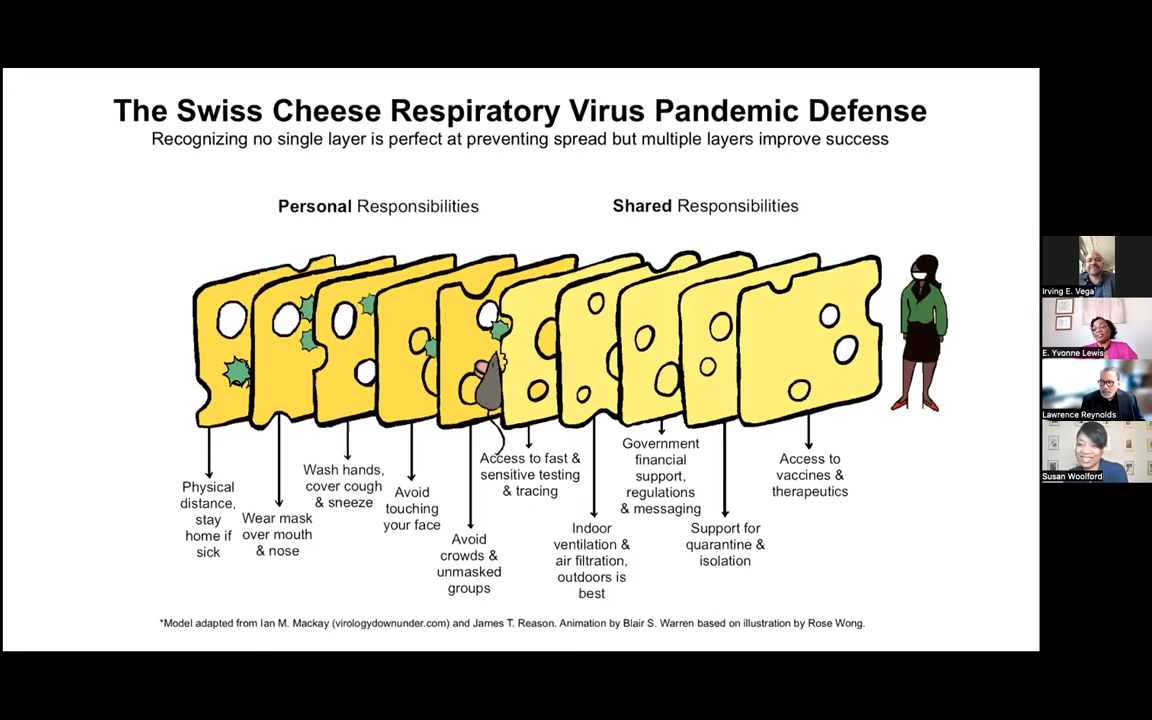 The Swiss Cheese Respiratory Virus Pandemic Defense
Recognizing no single layer is perfect at preventing spread but multiple layers improve success
Personal Responsibilities
Shared Responsibilities
Physical
distance,
stay
home if
sick
Wear mask
over mouth
& nose
Wash hands,
cover cough
& sneeze
Avoid
touching
your face
Avoid
crowds &
unmasked
groups
Access to fast &
sensitive testing
& tracing
Indoor
ventilation &
air filtration,
outdoors is
best
Government
financial
support,
regulations
& messaging
Support for
quarantine &
isolation
Access to
vaccines &
therapeutics
*Model adapted from Ian M. Mackay (virologydownunder.com) and James T. Reason. Animation by Blair S. Warren based on illustration by Rose Wong.
Irving E. Vega
E. Yvonne Lewis
Lawrence Reynolds
Susan Woolford